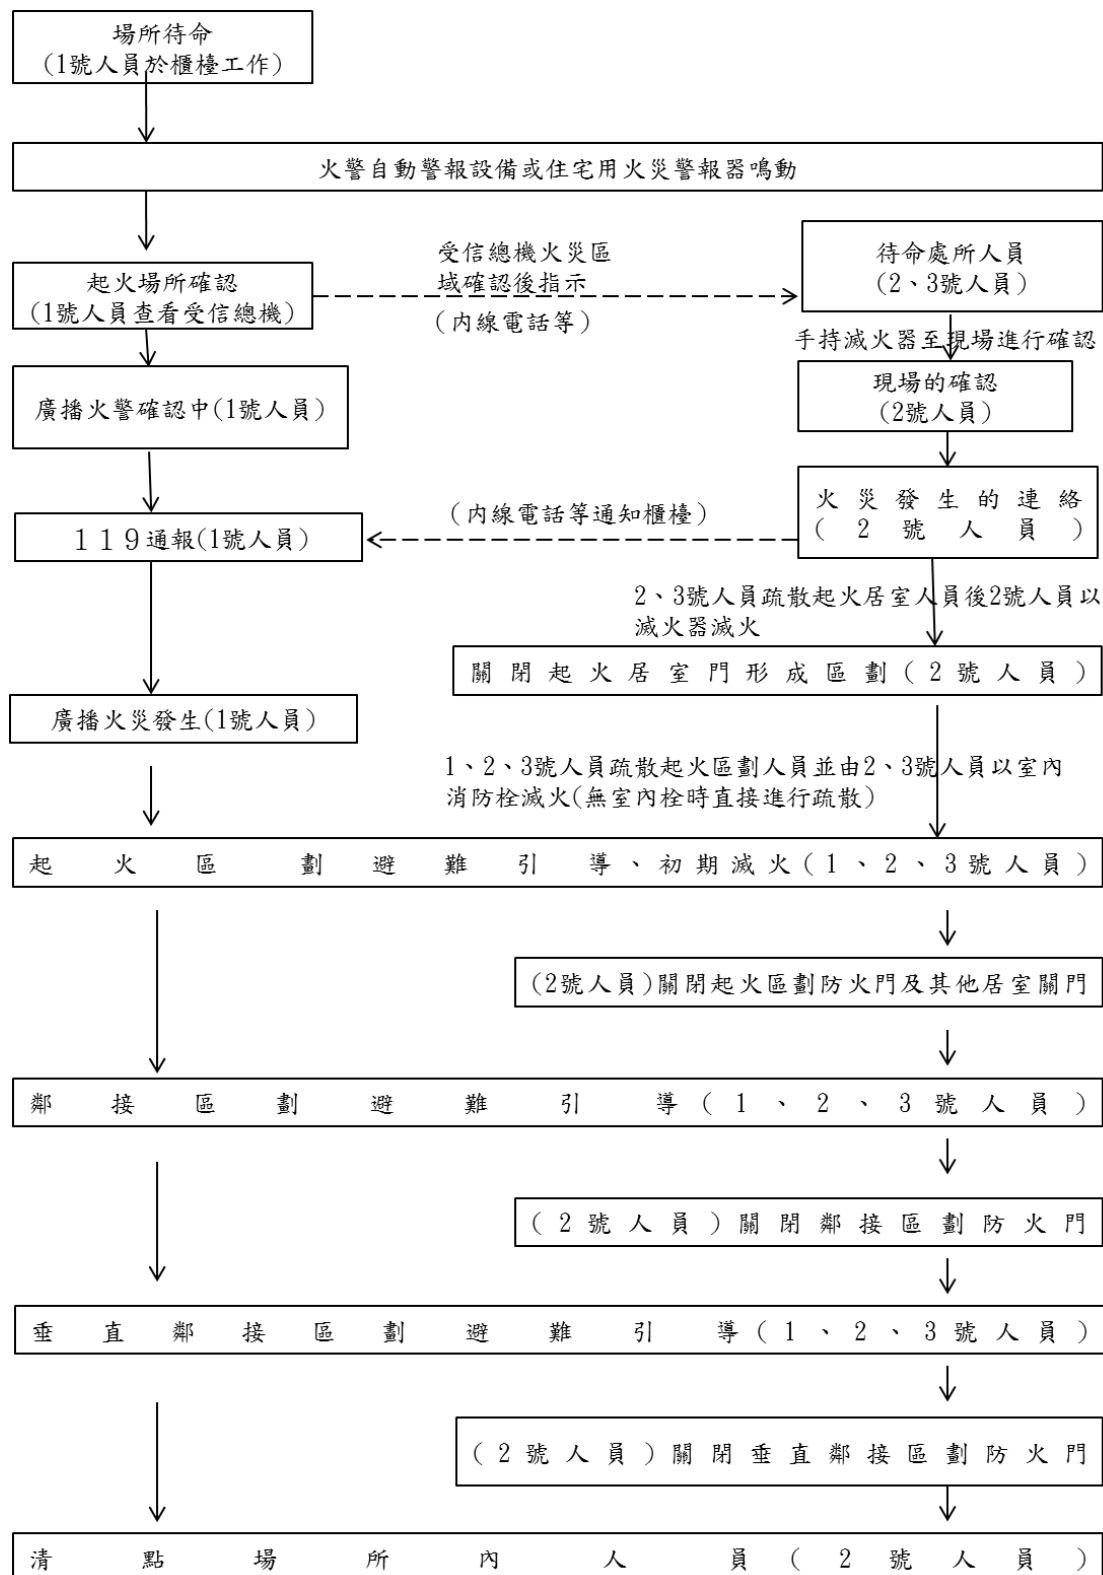 場所待命
(1號人員於櫃檯工作)
火警自動警報設備或住宅用火災警報器鳴動
受信總機火災區
域確認後指示
(內線電話等)
待命處所人員
(2、3號人員)
起火場所確認
(1號人員查看受信總機)
手持滅火器至現場進行確認
廣播火警確認中(1號人員)
現場的確認
(2號人員)
火災發生的連絡
(2號人員)
(內線電話等通知櫃檯)
119通報(1號人員)
2、3號人員疏散起火居室人員後2號人員以
滅火器滅火
關閉起火居室門形成區劃(2號人員)
廣播火災發生(1號人員)
1、2、3號人員疏散起火區劃人員並由2、3號人員以室內
消防栓滅火(無室內栓時直接進行疏散)
起火區劃避難引導、初期滅火(1、2、3號人員)
(2號人員)關閉起火區劃防火門及其他居室關門
鄰接區劃避難引導(1、2、3號人員)
(2號人員)關閉鄰接區劃防火門
垂直鄰接區劃避難引導(1、2、3號人員)
(2號人員)關閉垂直鄰接區劃防火門
清點場所內人員(2號人員)